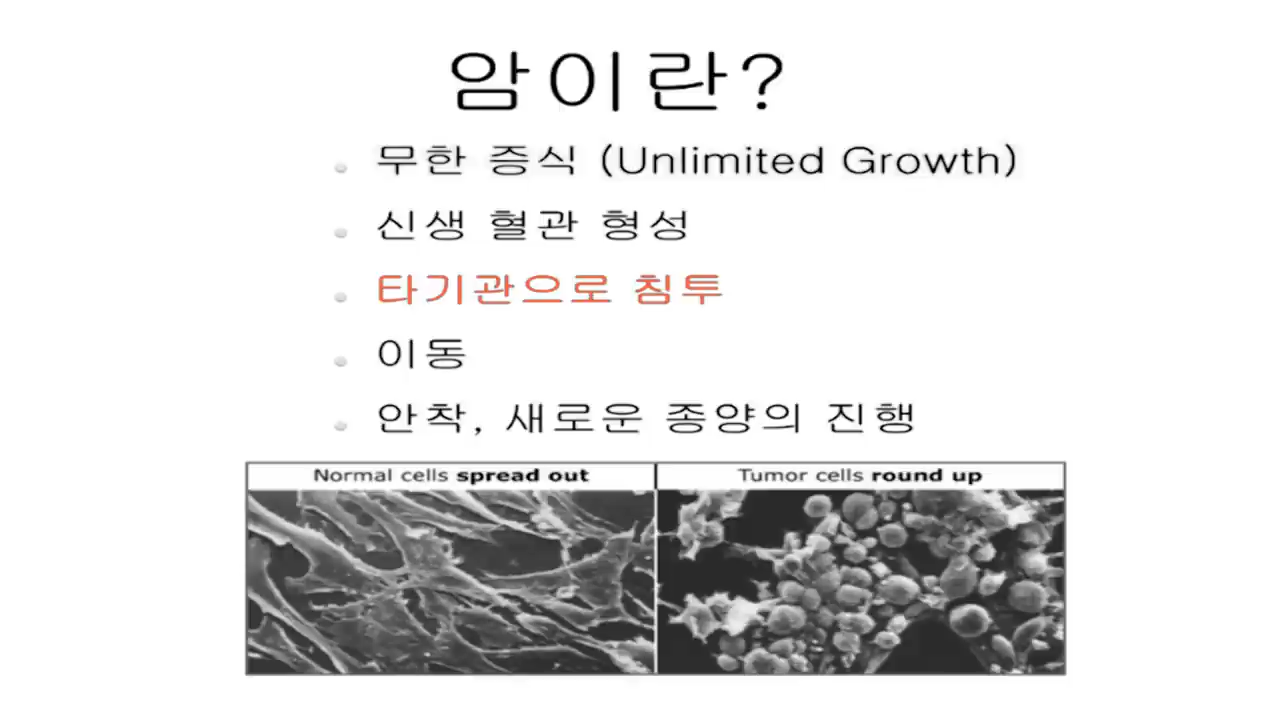 암이란?
무한 증식 (Unlimited Growth)
신생 혈관 형성
타기관으로 침투
이동
안착, 새로운 종양의 진행
Normal cells spread out
Tumor cells round up